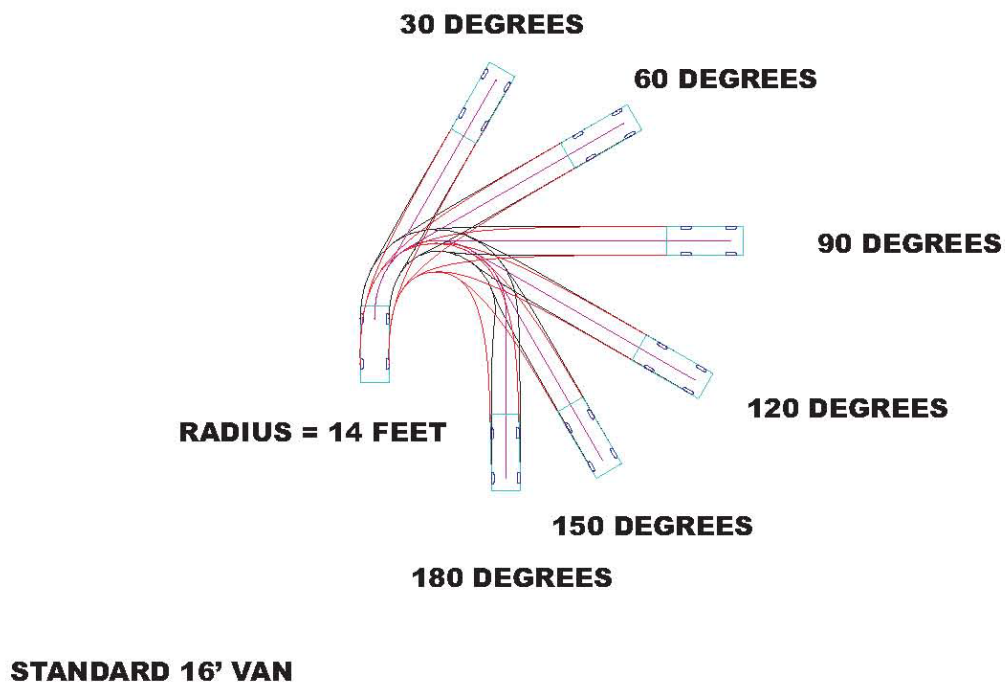 30 DEGREES
60 DEGREES
90 DEGREES
120 DEGREES
RADIUS = 14 FEET
150 DEGREES
180 DEGREES
STANDARD 16’ VAN